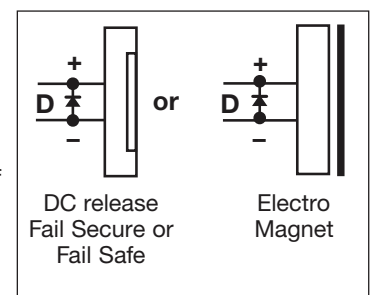 +
D
–
or
+
D
–
DC release
Fail Secure or
Fail Safe
Electro
Magnet